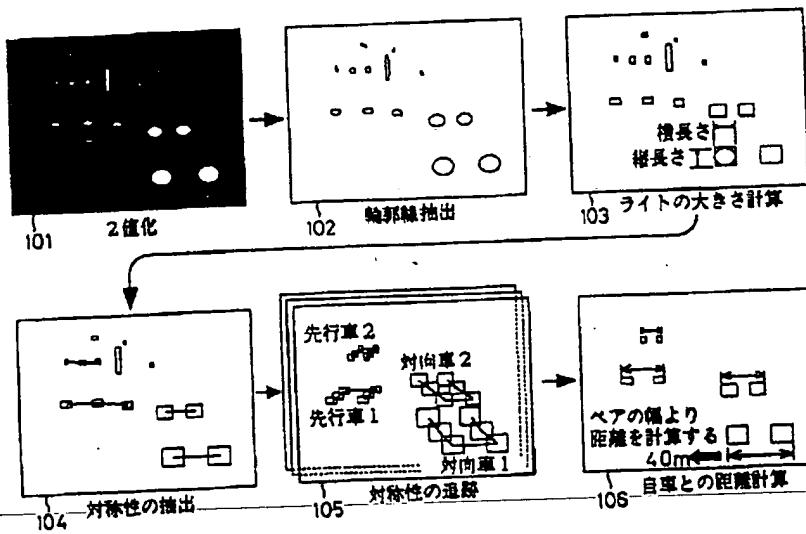 101
2値化
102
輪郭線抽出
横長さ
縦長さ
103
ライトの大きさ計算
104
対称性の抽出
先行車2
対向車2
先行車1
対向車1
105
対称性の追跡
ペアの幅より
距離を計算する
40m
106
自車との距離計算